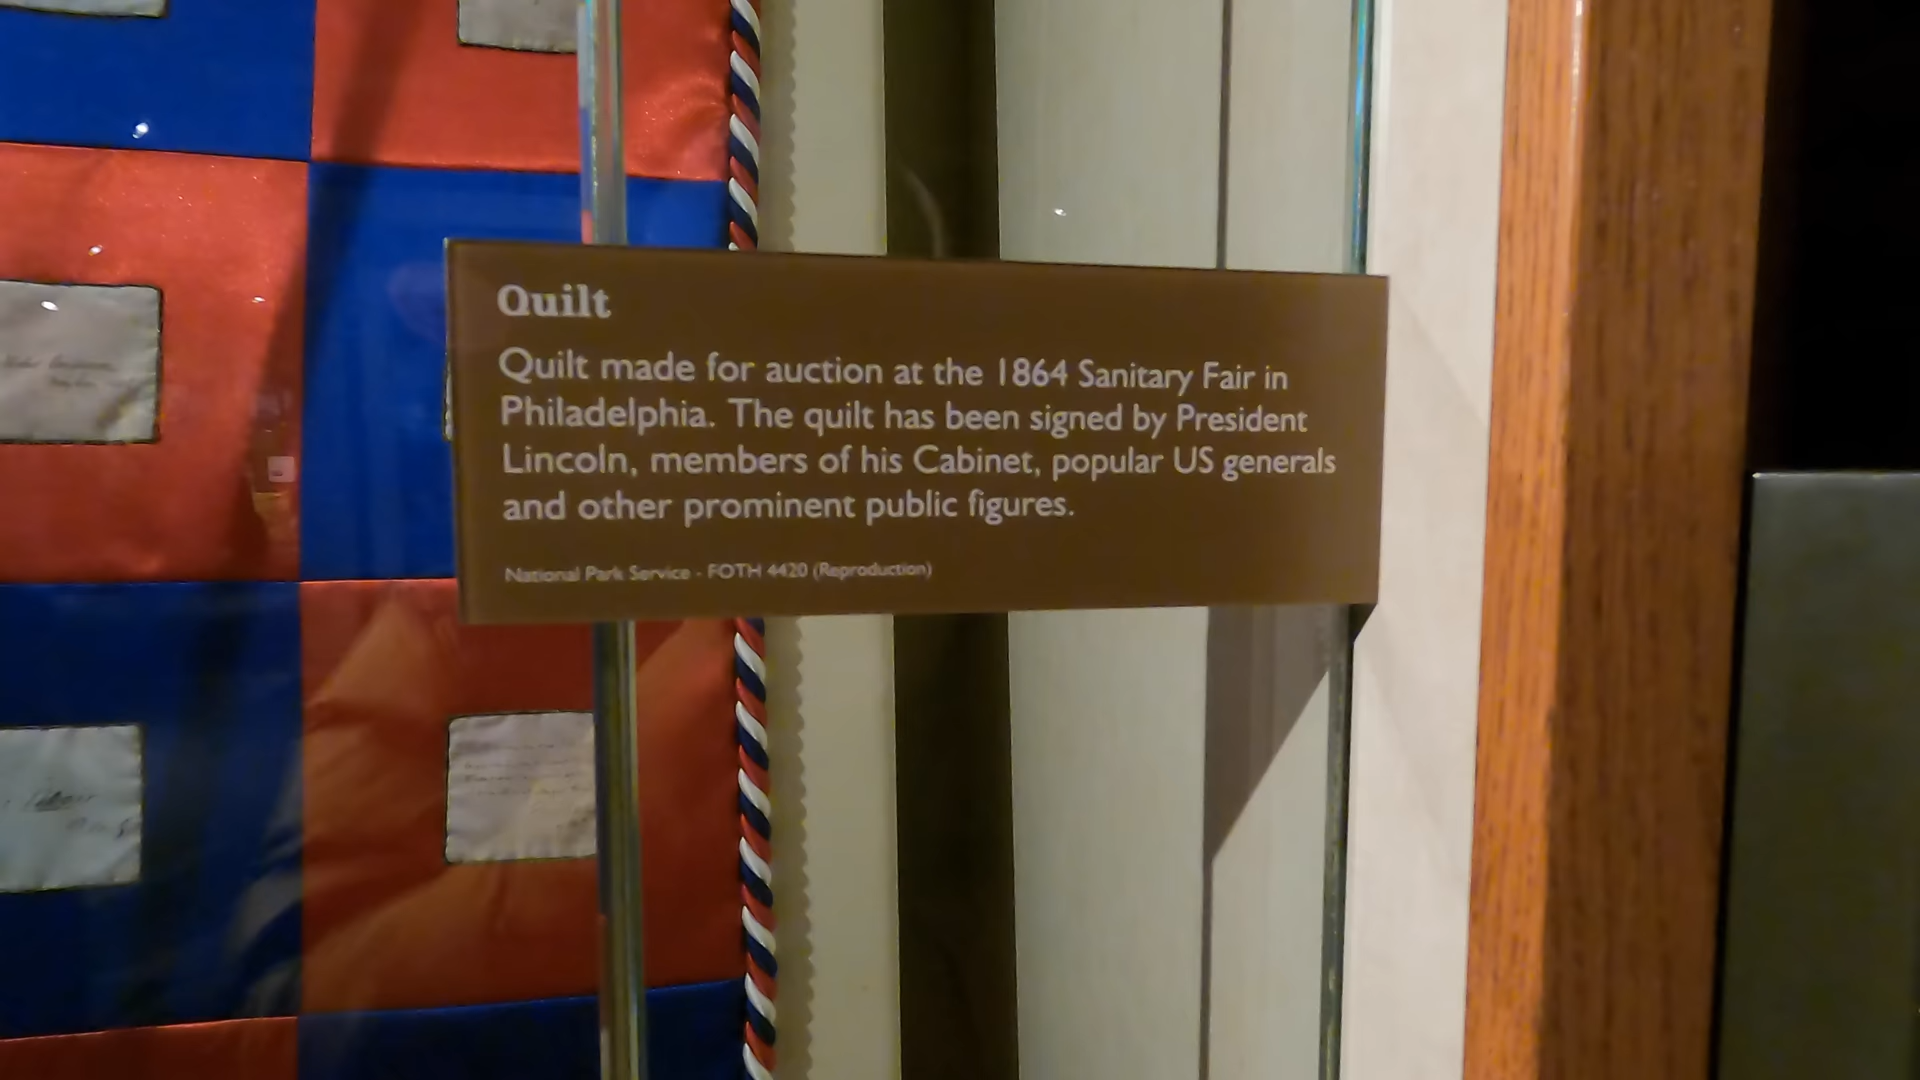 Quilt
Quilt made for auction at the 1864 Sanitary Fair in
Philadelphia. The quilt has been signed by President
Lincoln, members of his Cabinet, popular US generals
and other prominent public figures.
National Park Service - FOTH 4420 (Reproduction)